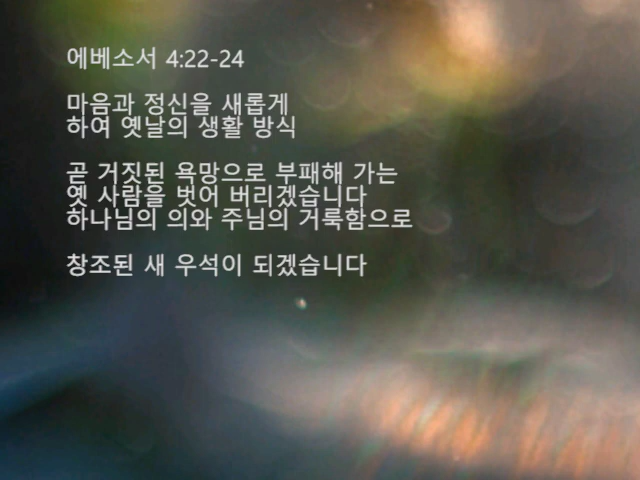 에베소서 4:22-24
마음과 정신을 새롭게
하여 옛날의 생활 방식
곧 거짓된 욕망으로 부패해 가는
옛 사람을 벗어 버리겠습니다
하나님의 의와 주님의 거룩함으로
창조된 새 우석이 되겠습니다